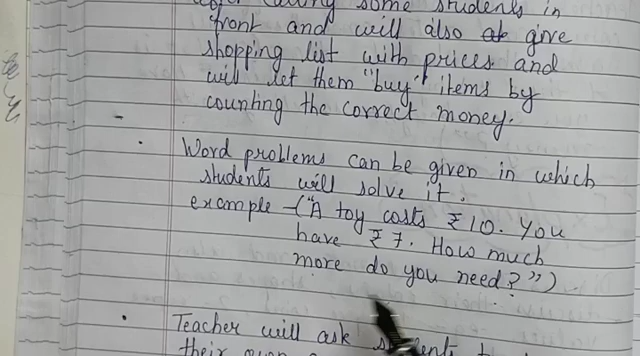 some students in
front and will also give
shopping list with prices and
will let them "buy" items by
counting the correct money.
Word problems can be given in which
students will solve it.
example - ("A toy costs ₹10. You
have ₹7. How much
more do you need?").
Teacher will ask
their own